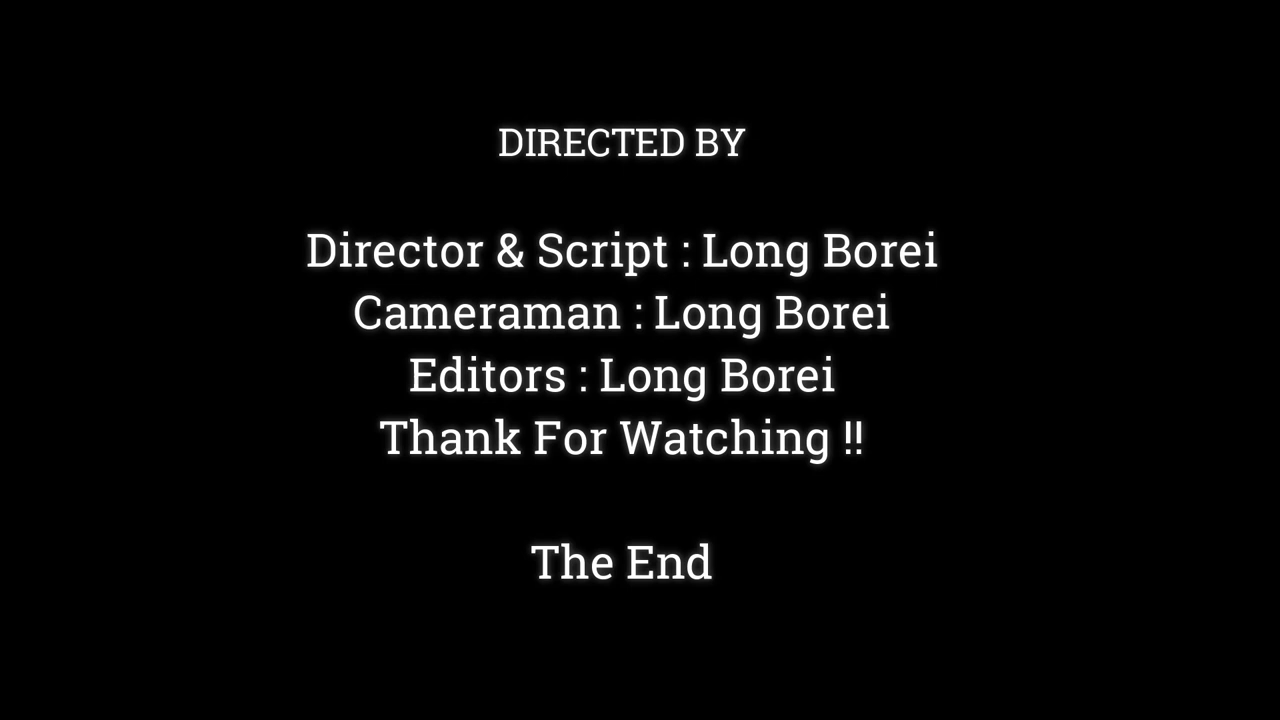 DIRECTED BY
Director & Script : Long Borei
Cameraman : Long Borei
Editors : Long Borei
Thank For Watching !!
The End